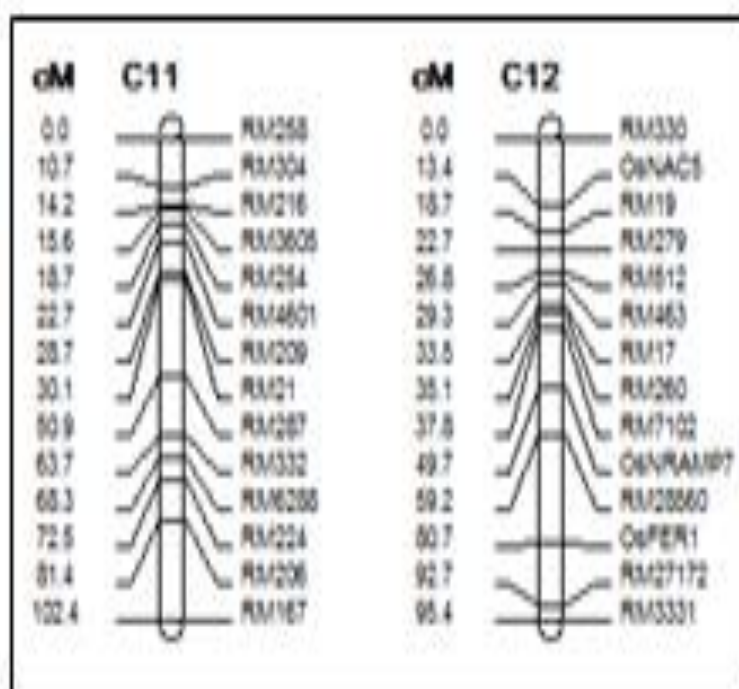 cM C11
0.0 RM258
10.7 RM304
14.2 RM216
15.6 RM3605
18.7 RM254
22.7 RM4601
28.7 RM209
30.1 RM21
50.9 RM287
63.7 RM332
68.3 RM6288
72.5 RM224
81.4 RM206
102.4 RM167
cM C12
0.0 RM330
13.4 OsNAC5
18.7 RM19
22.7 RM279
26.8 RM512
29.3 RM463
33.5 RM17
35.1 RM260
37.8 RM7102
49.7 OsNRAMP7
59.2 RM28660
80.7 OsFER1
92.7 RM27172
95.4 RM3331